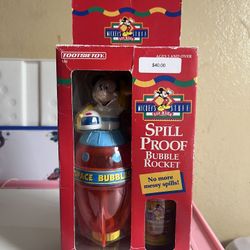 TOOTSIETOY
MICKEY'S
STUFF
for KIDS
AGES 3 AND OVER
$40.00
MICKEY'S
STUFF
for KIDS
SPILL
PROOF
BUBBLE
ROCKET
No more
messy spills!
SPACE BUBBLE